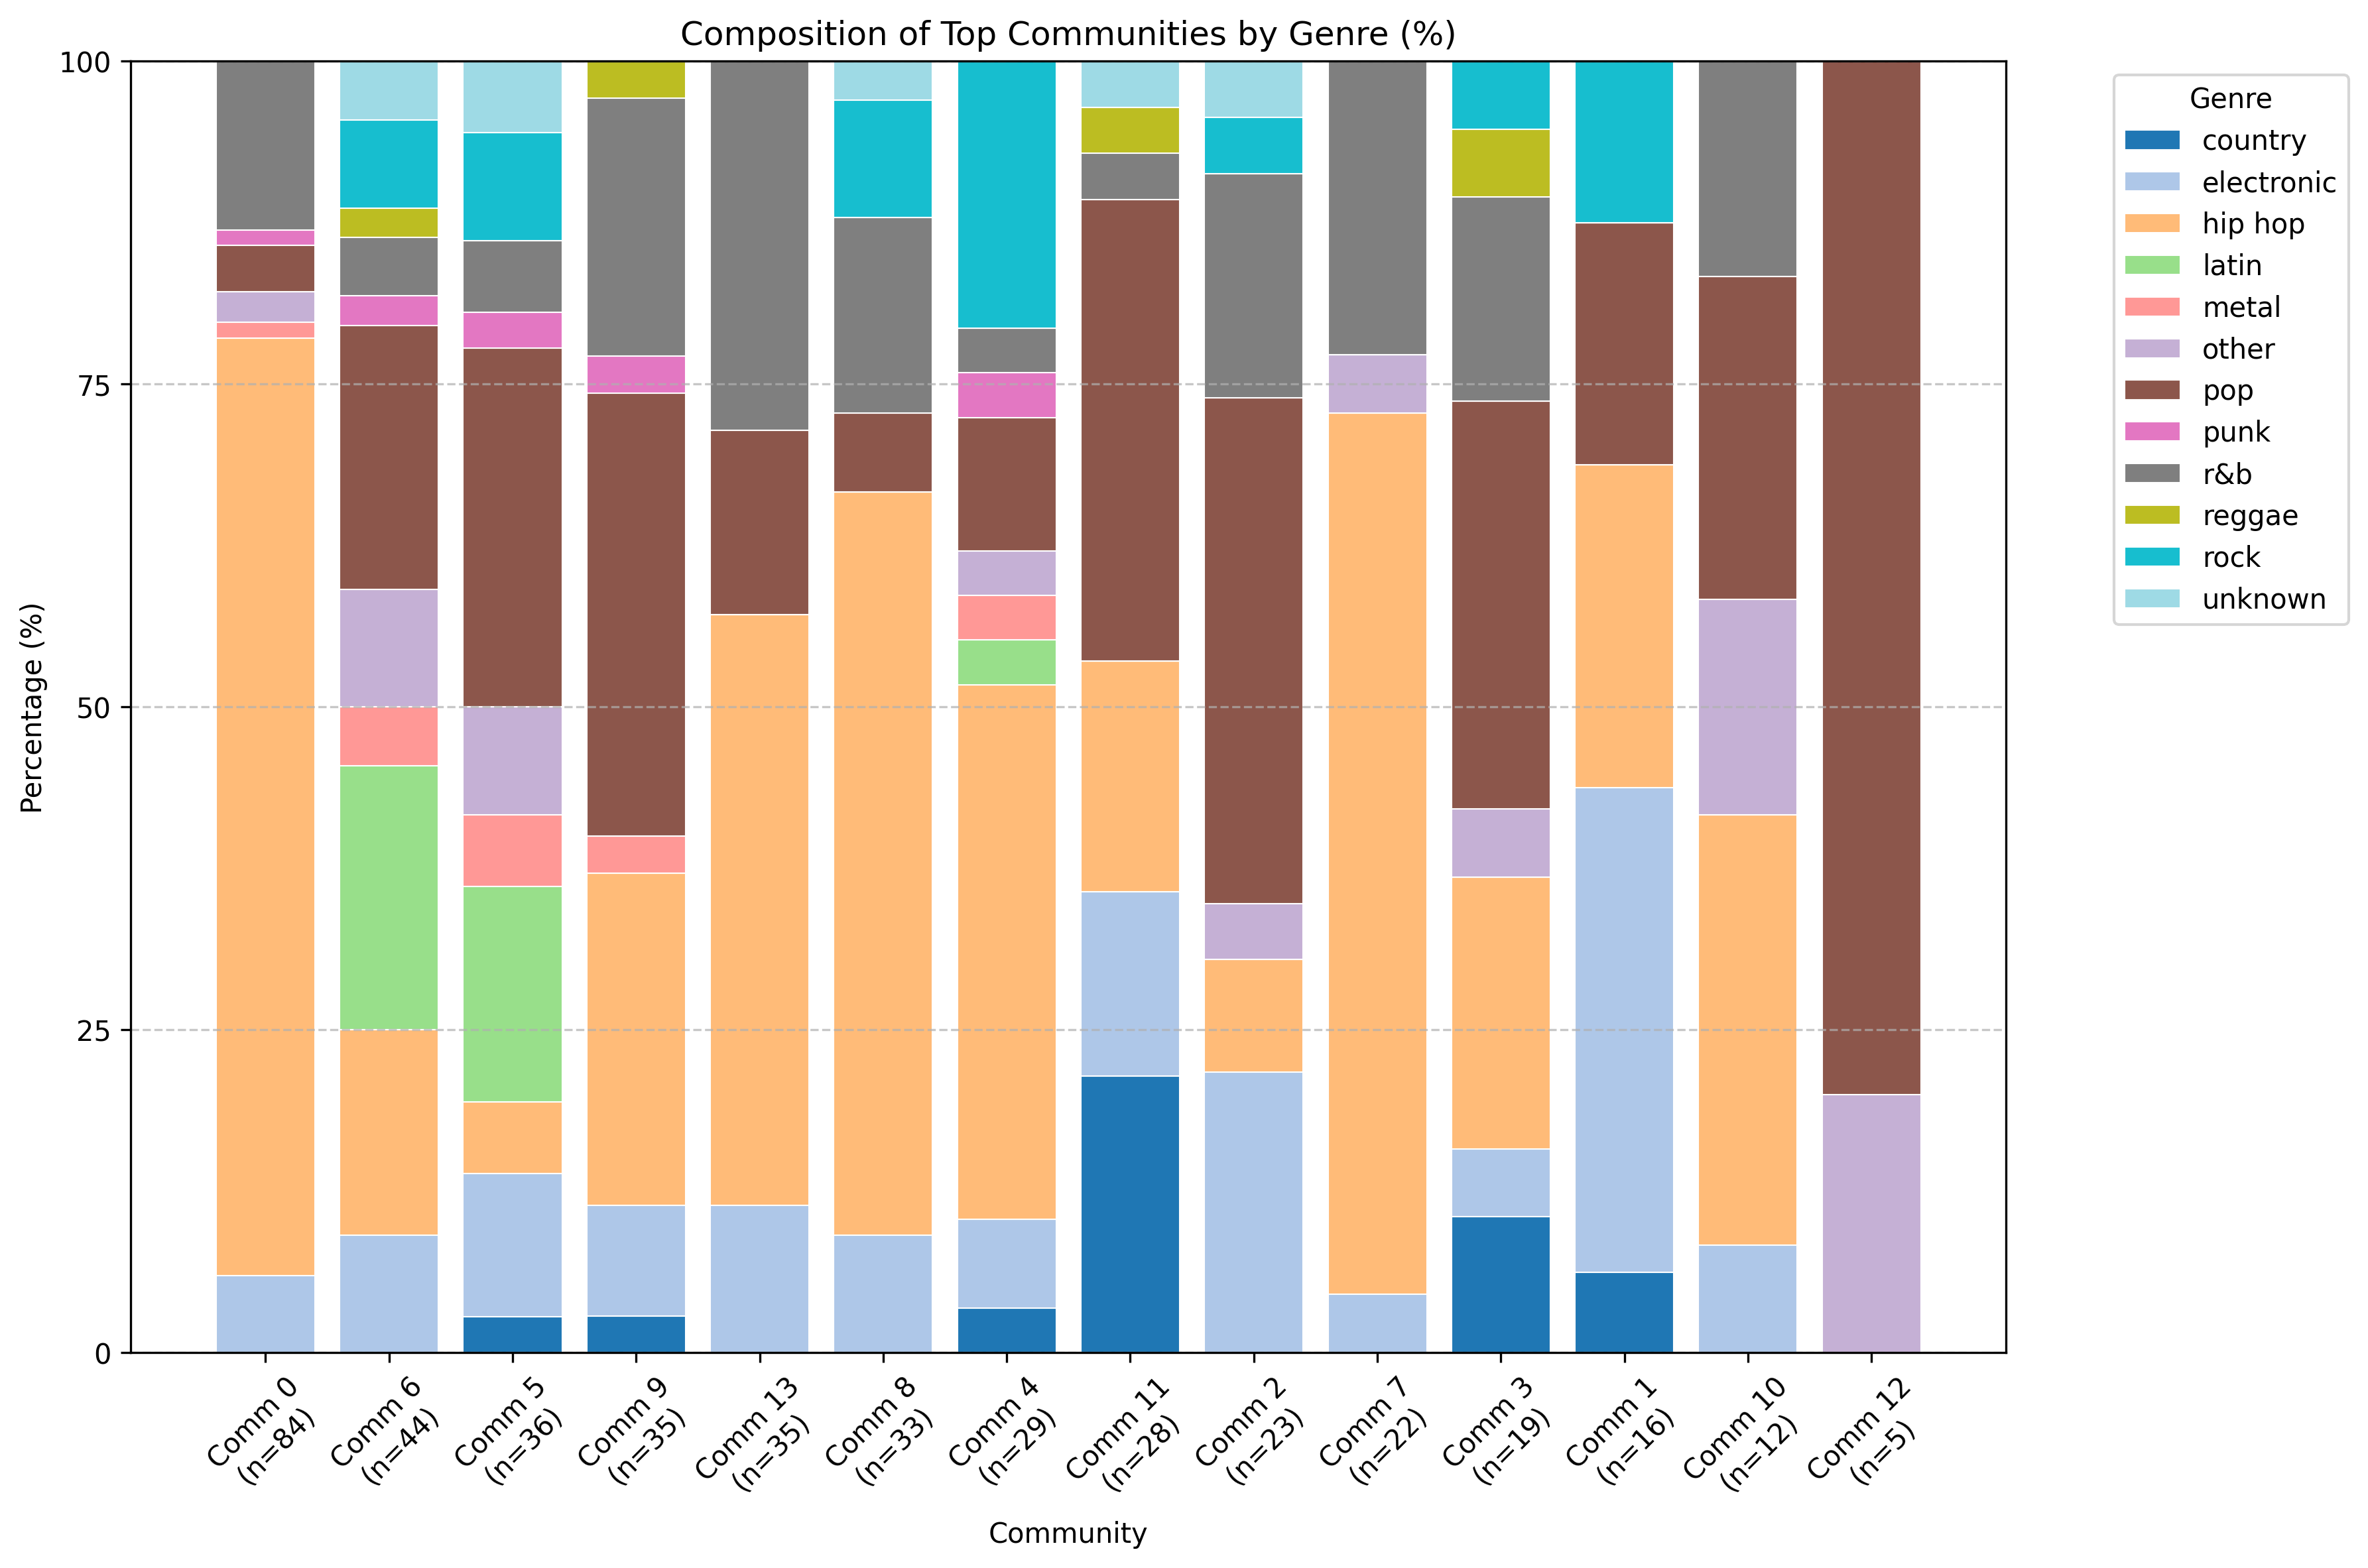 Composition of Top Communities by Genre (%)
100
75
50
25
0
Percentage (%)
Comm 0
(n=84)
Comm 6
(n=44)
Comm 5
(n=36)
Comm 9
(n=35)
Comm 13
(n=35)
Comm 8
(n=33)
Comm 4
(n=29)
Comm 11
(n=28)
Comm 2
(n=23)
Comm 7
(n=22)
Comm 3
(n=19)
Comm 1
(n=16)
Comm 10
(n=12)
Comm 12
(n=5)
Community
Genre
country
electronic
hip hop
latin
metal
other
pop
punk
r&b
reggae
rock
unknown